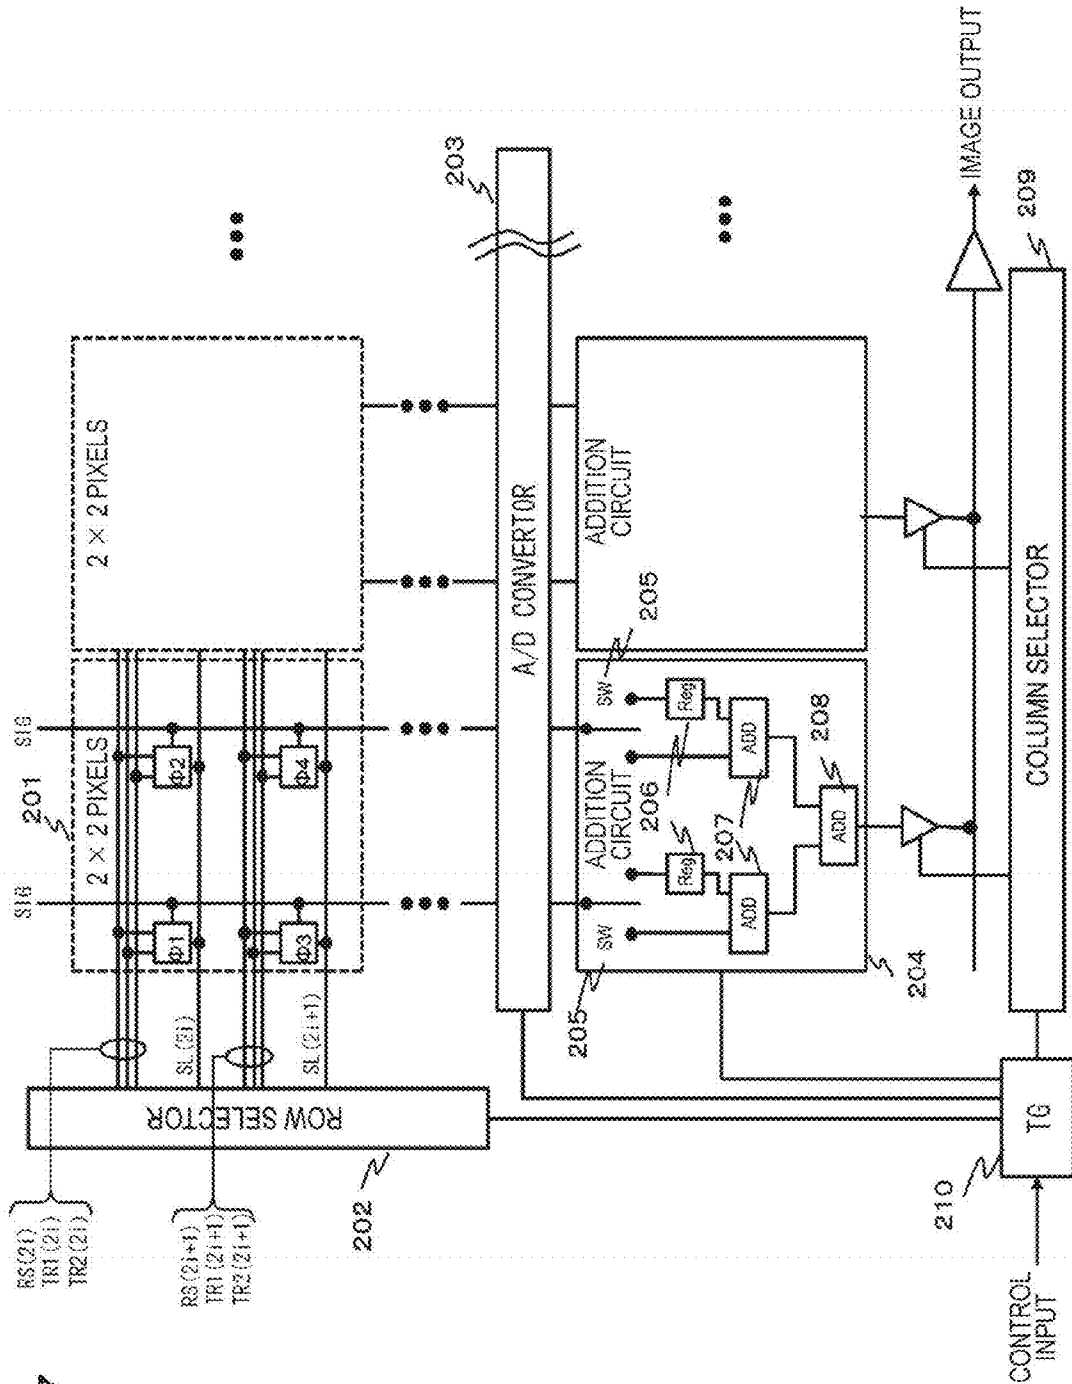 7
RS(2i)
TR1(2i)
TR2(2i)
RS(2i+1)
TR1(2i+1)
TR2(2i+1)
202
ROW SELECTOR
SL(2i)
SL(2i+1)
201
SIG
SIG
2 × 2 PIXELS
2 × 2 PIXELS
Φ1
Φ2
Φ3
Φ4
203
A/D CONVERTOR
205
SW
205
SW
ADDITION
CIRCUIT
ADDITION
CIRCUIT
206
Reg
Reg
207
ADD
ADD
208
ADD
204
IMAGE OUTPUT
209
COLUMN SELECTOR
210
TG
CONTROL
INPUT